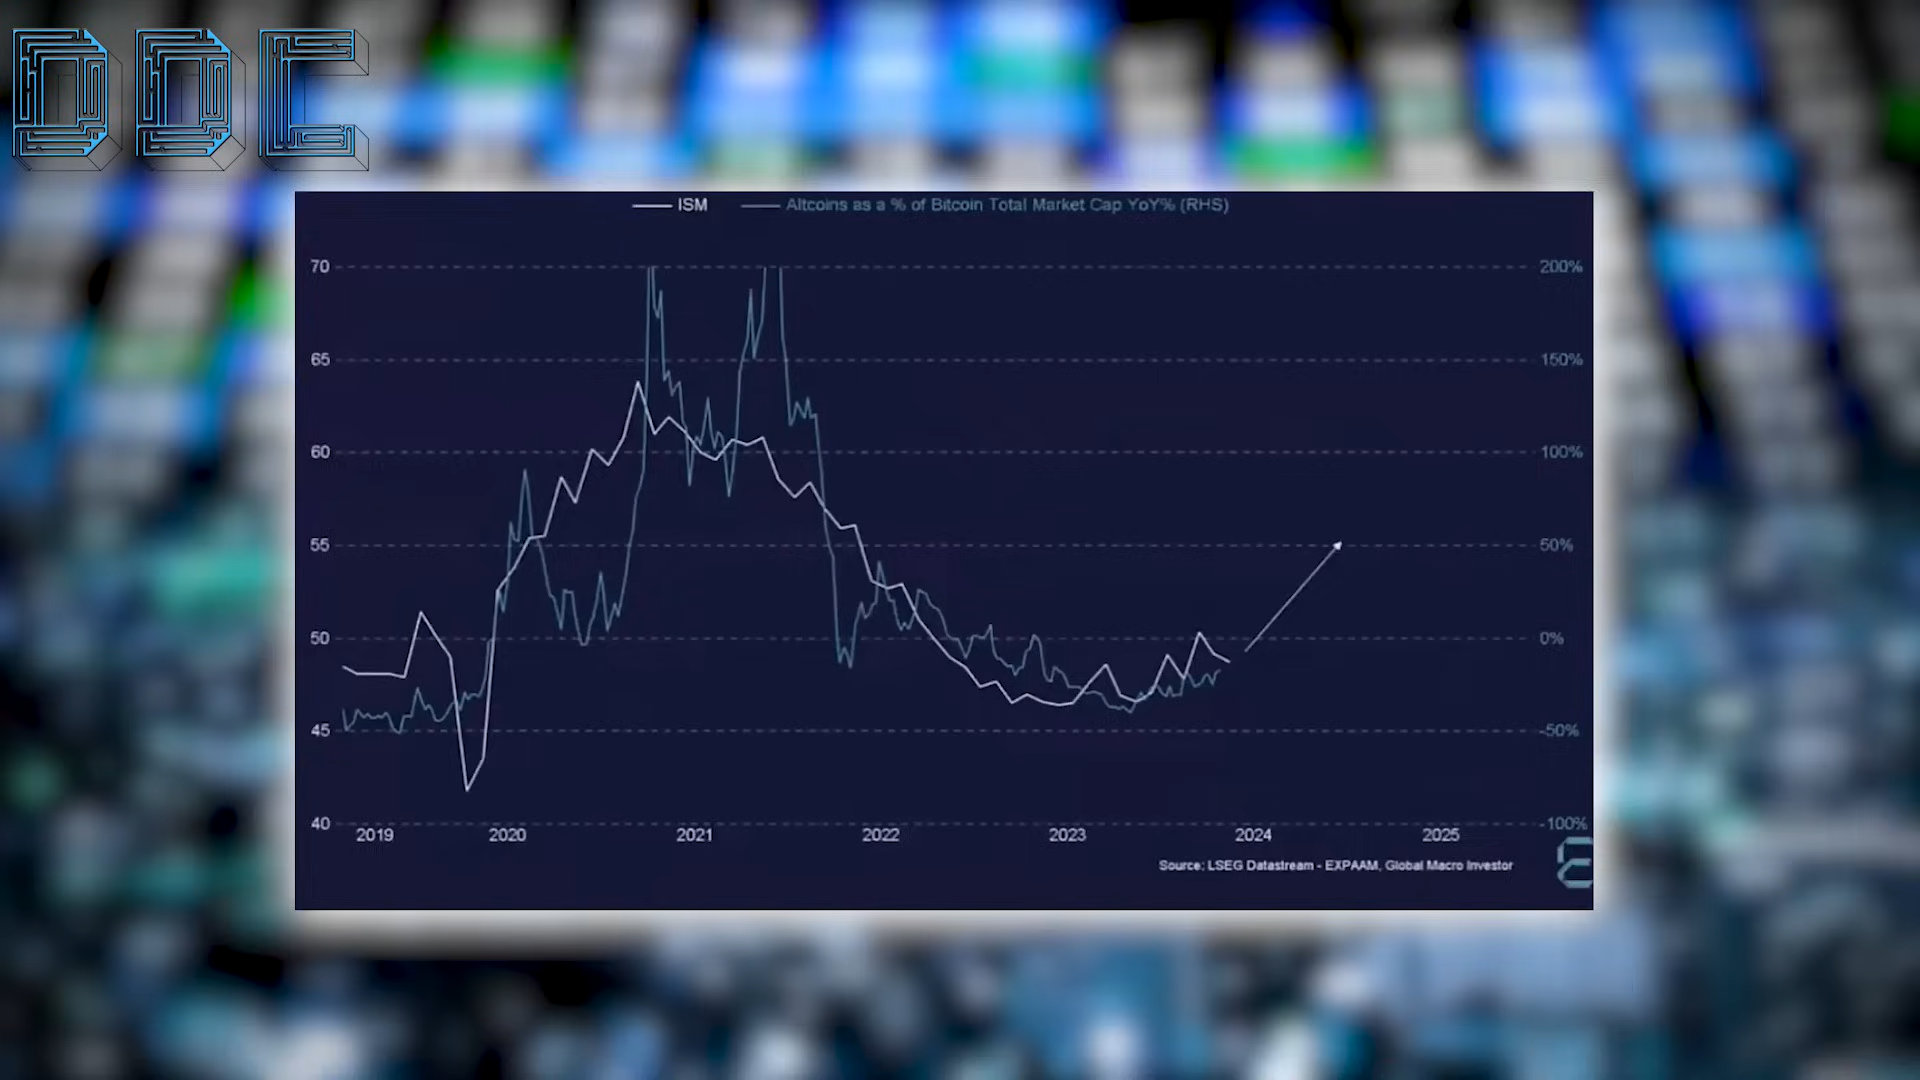 DDC
ISM Altcoins as a % of Bitcoin Total Market Cap YoY% (RHS)
70 200%
65 150%
60 100%
55 50%
50 0%
45 -50%
40 -100%
2019 2020 2021 2022 2023 2024 2025
Source: LSEG Datastream - EXPAAM, Global Macro Investor